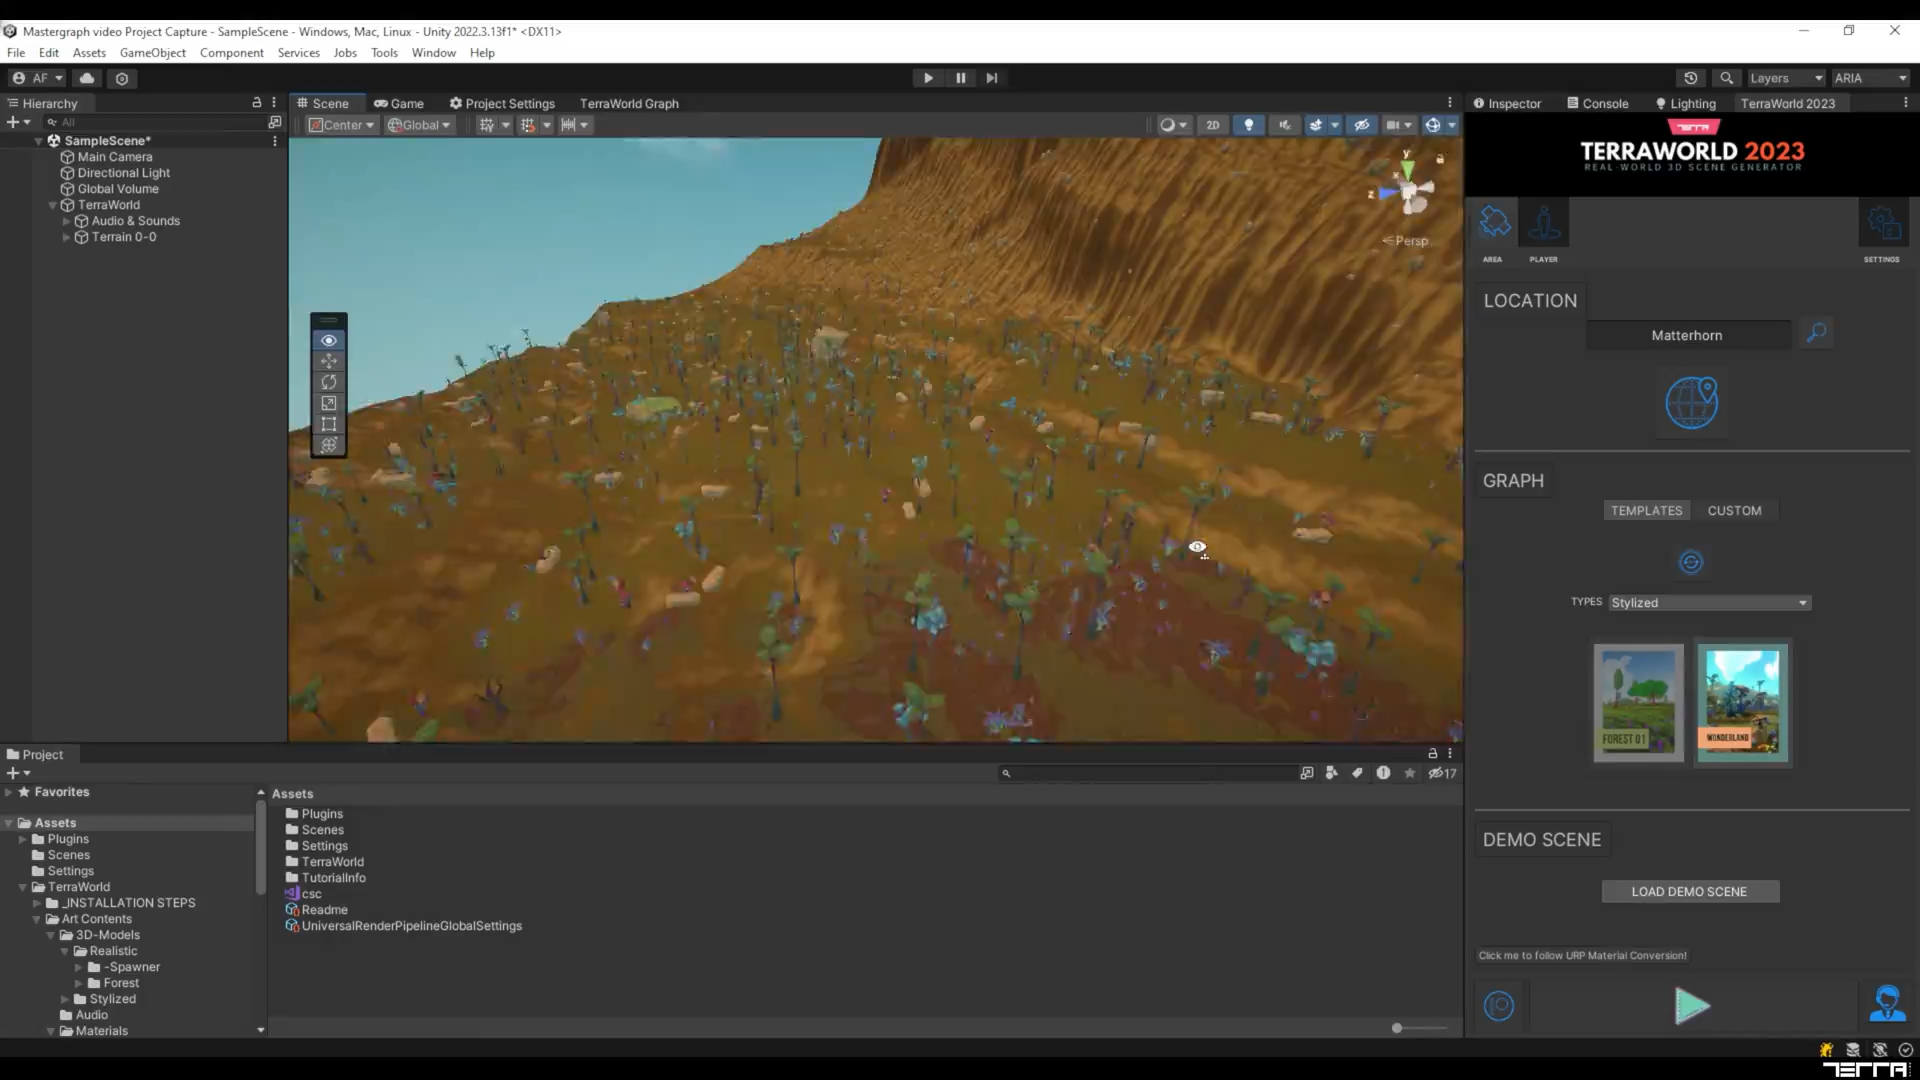 Mastergraph video Project Capture - SampleScene - Windows, Mac, Linux - Unity 2022.3.13f1* <DX11>
File Edit Assets GameObject Component Services Jobs Tools Window Help
AF Layers ARIA
Hierarchy Scene Game Project Settings TerraWorld Graph Inspector Console Lighting TerraWorld 2023
All Center Global 2D
SampleScene*
Main Camera
Directional Light
Global Volume
TerraWorld
Audio & Sounds
Terrain 0-0
y
x
z
Persp
TERRA
TERRAWORLD 2023
REAL-WORLD 3D SCENE GENERATOR
AREA PLAYER SETTINGS
LOCATION
Matterhorn
GRAPH
TEMPLATES CUSTOM
TYPES Stylized
FOREST 01 WONDERLAND
DEMO SCENE
LOAD DEMO SCENE
Click me to follow URP Material Conversion!
Project
17
Favorites
Assets
Plugins
Scenes
Settings
TerraWorld
_INSTALLATION STEPS
Art Contents
3D-Models
Realistic
-Spawner
Forest
Stylized
Audio
Materials
Assets
Plugins
Scenes
Settings
TerraWorld
TutorialInfo
csc
Readme
UniversalRenderPipelineGlobalSettings
TERRA